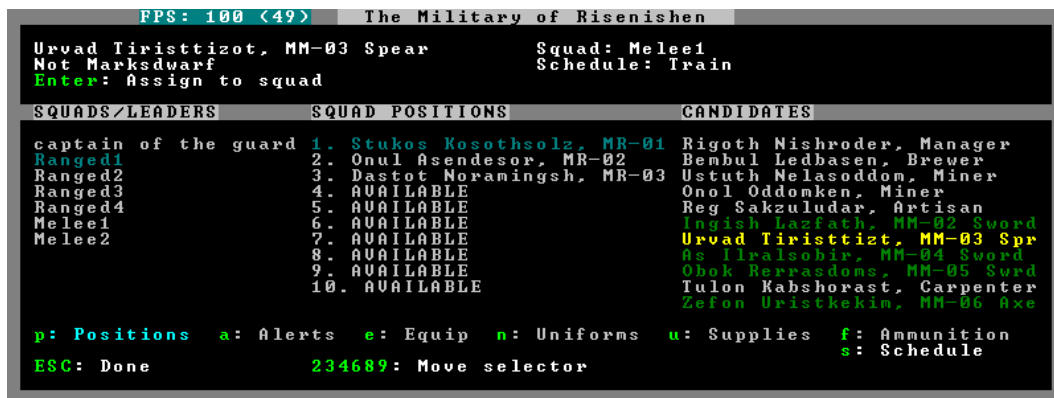 FPS: 100 (49) The Military of Risenishen
Urvad Tiristtizot, MM-03 Spear Squad: Melee1
Not Marksdwarf Schedule: Train
Enter: Assign to squad
SQUADS/LEADERS SQUAD POSITIONS CANDIDATES
captain of the guard 1. Stukos Kosothsolz, MR-01 Rigoth Nishroder, Manager
Ranged1 2. Onul Asendesor, MR-02 Bembul Ledbasen, Brewer
Ranged2 3. Dastot Noramingsh, MR-03 Ustuth Nelasoddom, Miner
Ranged3 4. AVAILABLE Onol Oddomken, Miner
Ranged4 5. AVAILABLE Reg Sakzuludar, Artisan
Melee1 6. AVAILABLE Ingish Lazfath, MM-02 Sword
Melee2 7. AVAILABLE Urvad Tiristtizt, MM-03 Spr
8. AVAILABLE As Ilralsobir, MM-04 Sword
9. AVAILABLE Obok Rerrasdoms, MM-05 Swrd
10. AVAILABLE Tulon Kabshorast, Carpenter
Zefon Uristkekim, MM-06 Axe
p: Positions a: Alerts e: Equip n: Uniforms u: Supplies f: Ammunition
s: Schedule
ESC: Done 234689: Move selector